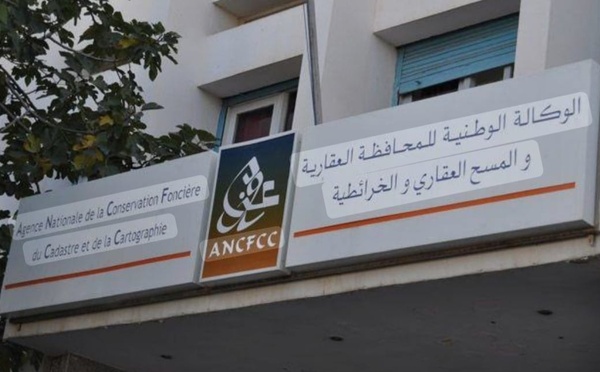 Agence Nationale de la Conservation Foncière
du Cadastre et de la Cartographie
ANCFCC
الوكالة الوطنية للمحافظة العقارية
و المسح العقاري و الخرائطية